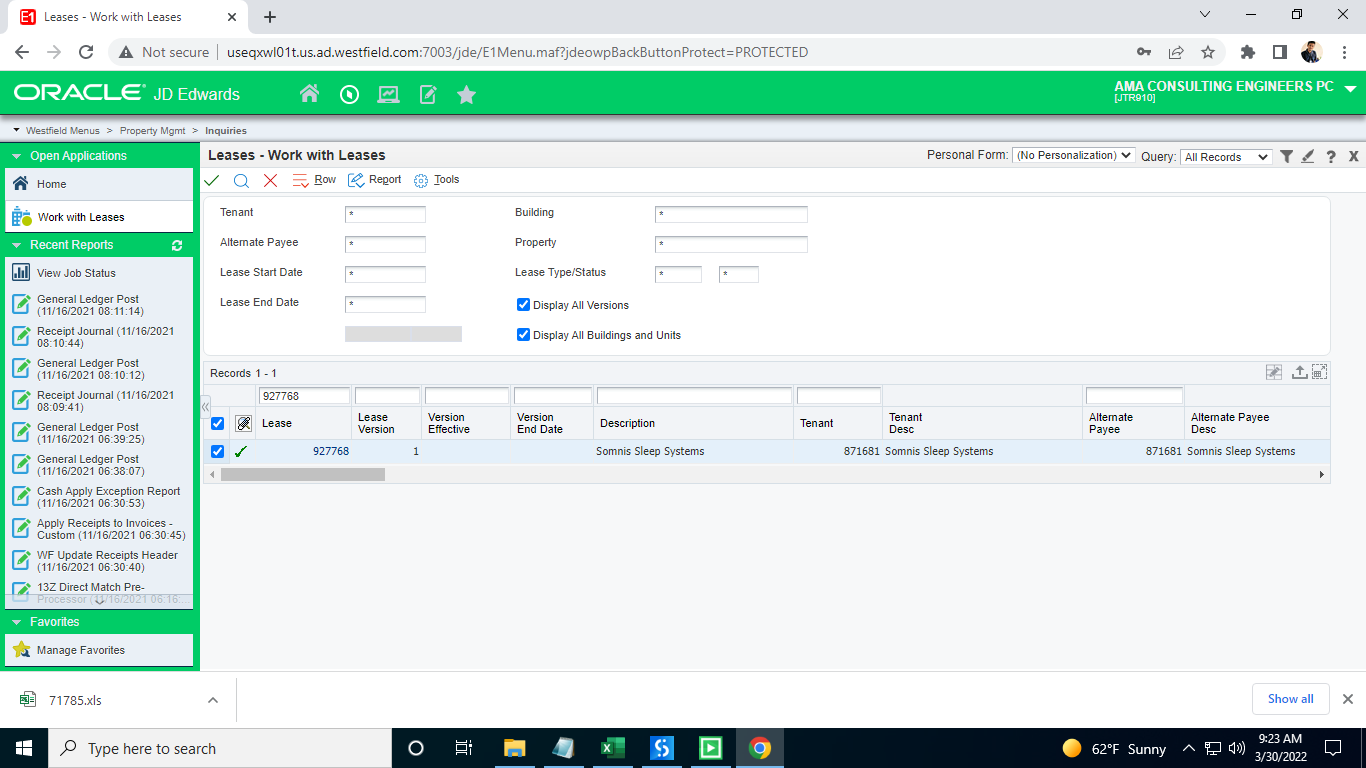 Leases - Work with Leases
Not secure
useqxwl01t.us.ad.westfield.com:7003/jde/E1Menu.maf?jdeowpBackButtonProtect=PROTECTED
ORACLE JD Edwards
AMA CONSULTING ENGINEERS PC
[JTR910]
Westfield Menus > Property Mgmt > Inquiries
Open Applications
Home
Work with Leases
Recent Reports
View Job Status
General Ledger Post
(11/16/2021 08:11:14)
Receipt Journal (11/16/2021
08:10:44)
General Ledger Post
(11/16/2021 08:10:12)
Receipt Journal (11/16/2021
08:09:41)
General Ledger Post
(11/16/2021 06:39:25)
General Ledger Post
(11/16/2021 06:38:07)
Cash Apply Exception Report
(11/16/2021 06:30:53)
Apply Receipts to Invoices -
Custom (11/16/2021 06:30:45)
WF Update Receipts Header
(11/16/2021 06:30:40)
13Z Direct Match Pre-
Processor (11/16/2021 06:16
Favorites
Manage Favorites
Leases - Work with Leases
Personal Form: (No Personalization) Query: All Records
Row Report Tools
Tenant * Building *
Alternate Payee * Property *
Lease Start Date * Lease Type/Status * *
Lease End Date * Display All Versions
Display All Buildings and Units
Records 1 - 1
927768
Lease
Lease
Version
Version
Effective
Version
End Date
Description
Tenant
Tenant
Desc
Alternate
Payee
Alternate Payee
Desc
927768 1 Somnis Sleep Systems 871681 Somnis Sleep Systems 871681 Somnis Sleep Systems
71785.xls
Show all
Type here to search
62°F Sunny
9:23 AM
3/30/2022